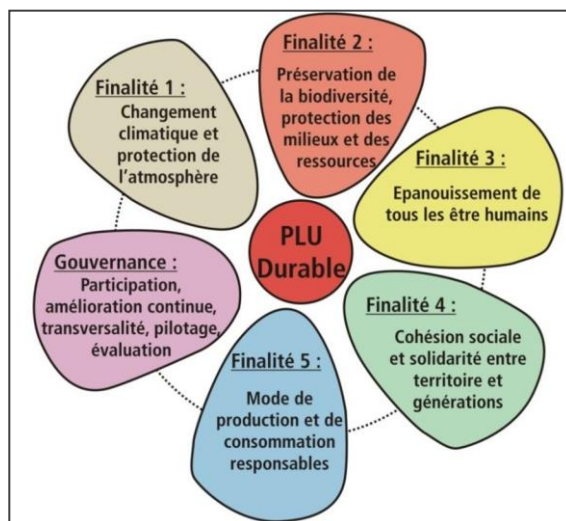 Finalité 1 :
Changement
climatique et
protection de
l'atmosphère
Finalité 2 :
Préservation de
la biodiversité,
protection des
milieux et des
ressources
Finalité 3 :
Epanouissement de
tous les être humains
Finalité 4 :
Cohésion sociale
et solidarité entre
territoire et
générations
Finalité 5 :
Mode de
production et de
consommation
responsables
Gouvernance :
Participation,
amélioration continue,
transversalité, pilotage,
évaluation
PLU
Durable